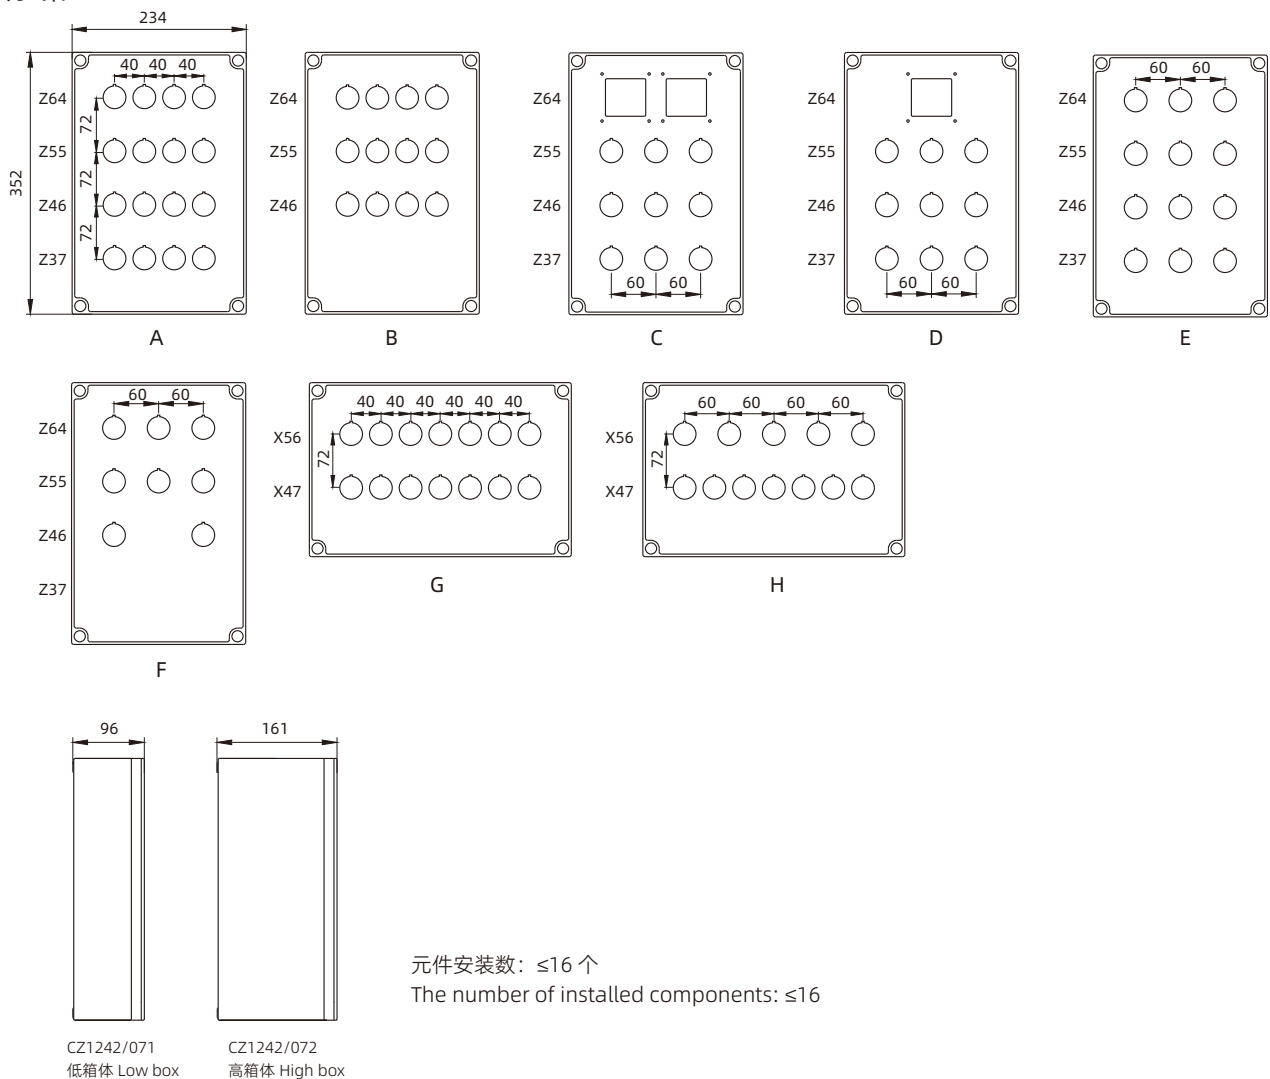 234
352
40 40 40
72
72
72
Z64
Z55
Z46
Z37
A
Z64
Z55
Z46
B
Z64
Z55
Z46
Z37
60 60
C
Z64
Z55
Z46
Z37
60 60
D
60 60
Z64
Z55
Z46
Z37
E
60 60
Z64
Z55
Z46
Z37
F
40 40 40 40 40 40
X56
72
X47
G
60 60 60 60
X56
72
X47
H
96
161
元件安装数：≤16 个
The number of installed components: ≤16
CZ1242/071
低箱体 Low box
CZ1242/072
高箱体 High box